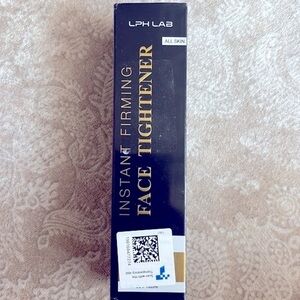 LPH LAB
ALL SKIN
INSTANT FIRMING
FACE TIGHTENER